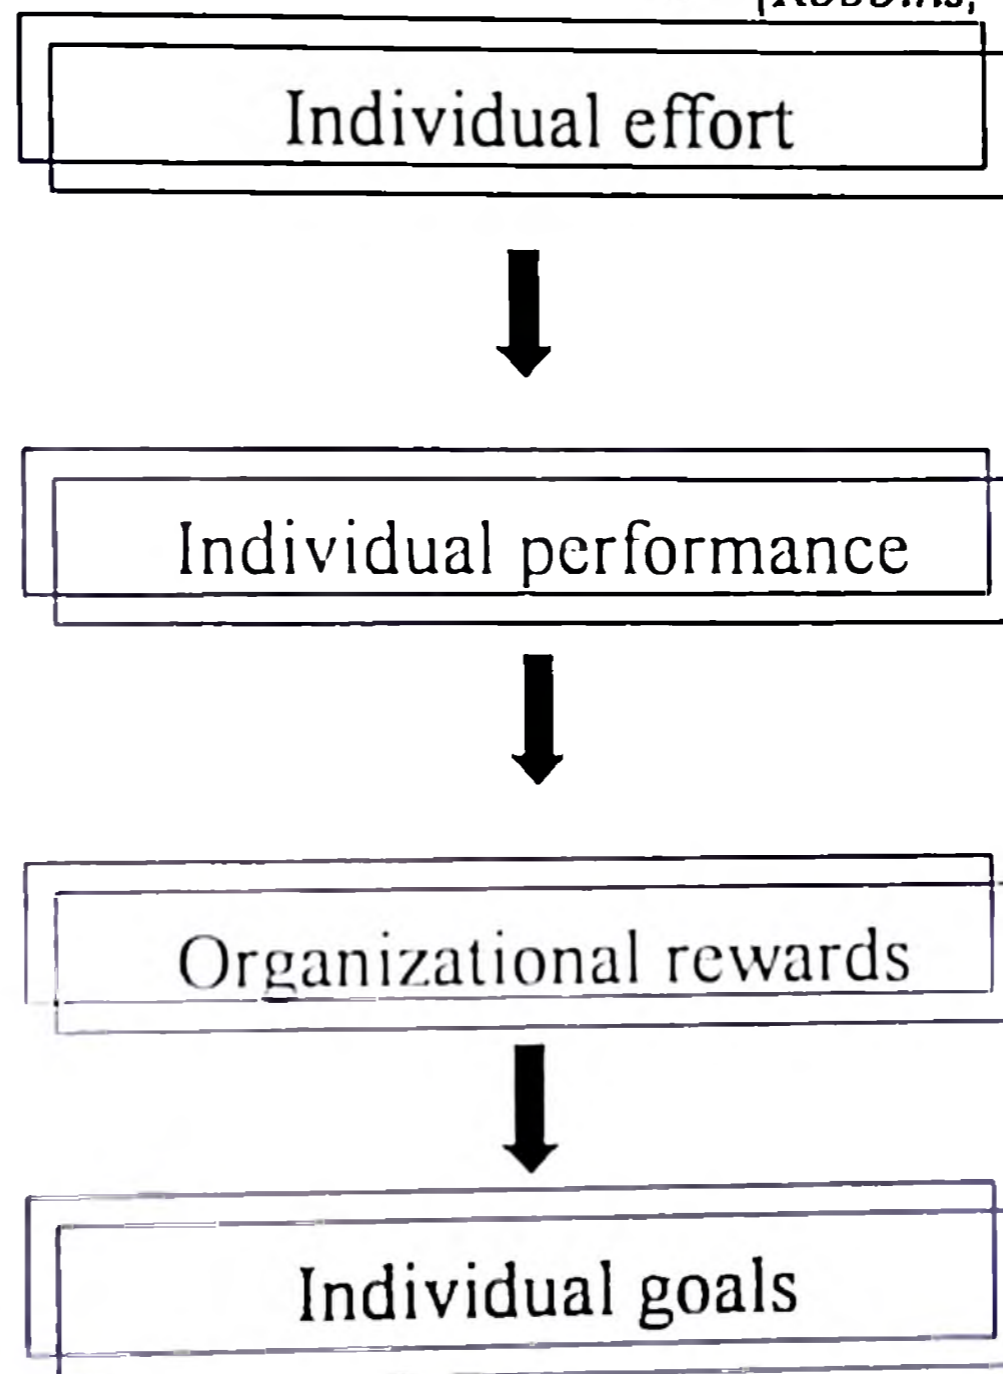 Individual effort
Individual performance
Organizational rewards
Individual goals